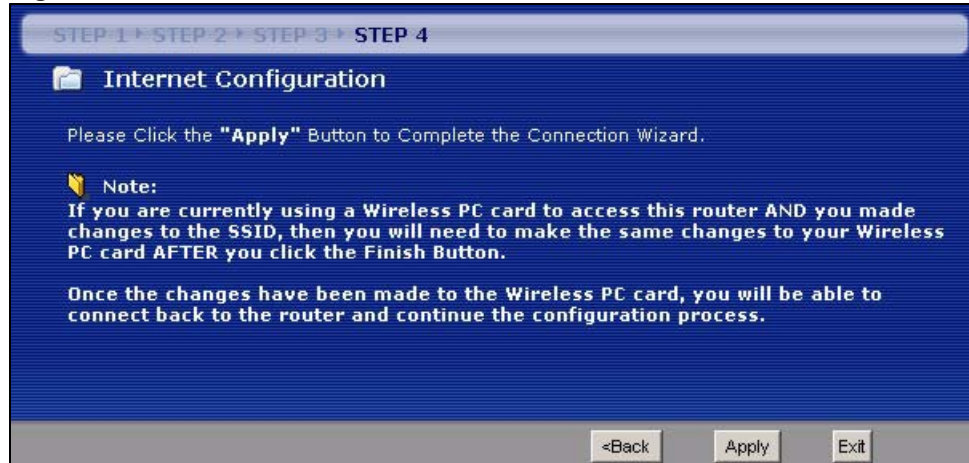 STEP 1 ▸ STEP 2 ▸ STEP 3 ▸ STEP 4
Internet Configuration
Please Click the "Apply" Button to Complete the Connection Wizard.
Note:
If you are currently using a Wireless PC card to access this router AND you made
changes to the SSID, then you will need to make the same changes to your Wireless
PC card AFTER you click the Finish Button.
Once the changes have been made to the Wireless PC card, you will be able to
connect back to the router and continue the configuration process.
<Back Apply Exit